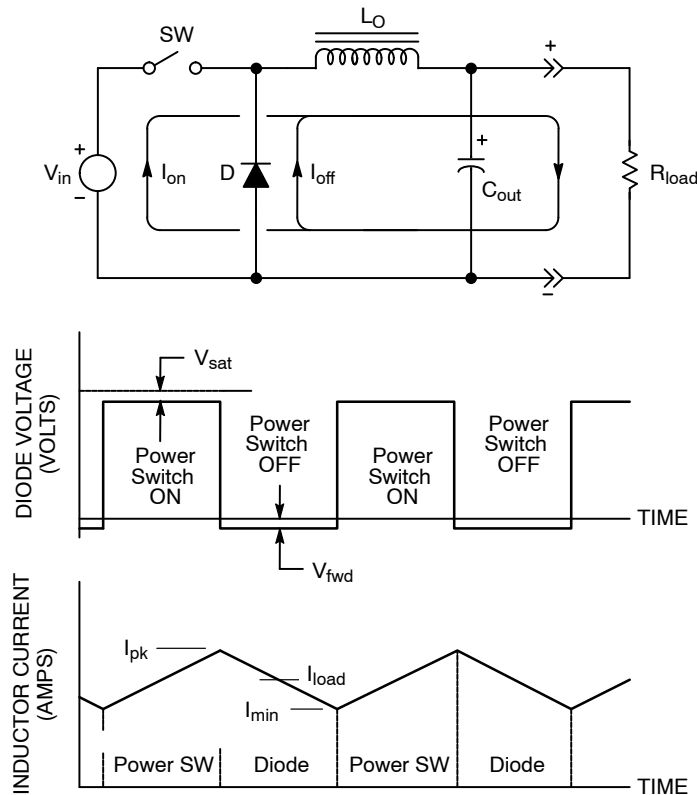 L_O
SW
+
+
+
V_in
I_on
D
I_off
C_out
R_load
−
−
V_sat
DIODE VOLTAGE
(VOLTS)
Power
Switch
ON
Power
Switch
OFF
Power
Switch
ON
Power
Switch
OFF
TIME
V_fwd
INDUCTOR CURRENT
(AMPS)
I_pk
I_load
I_min
Power SW
Diode
Power SW
Diode
TIME